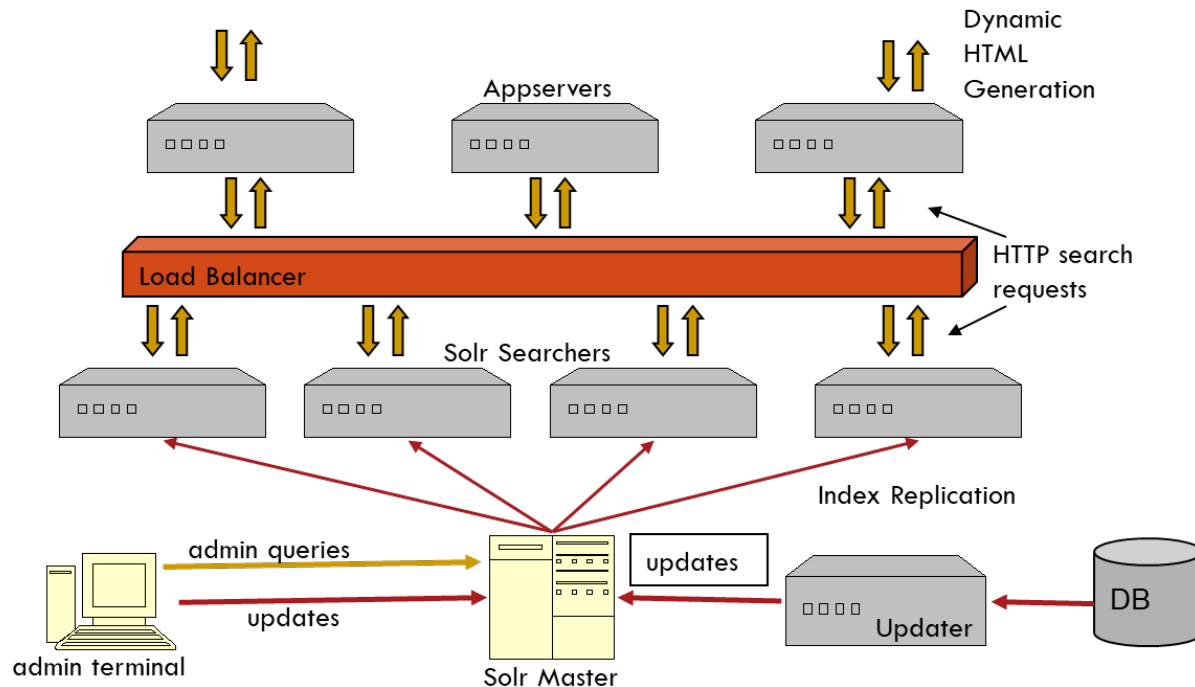 Dynamic
HTML
Generation
Appservers
Load Balancer
HTTP search
requests
Solr Searchers
Index Replication
admin queries
updates
updates
DB
Updater
admin terminal
Solr Master